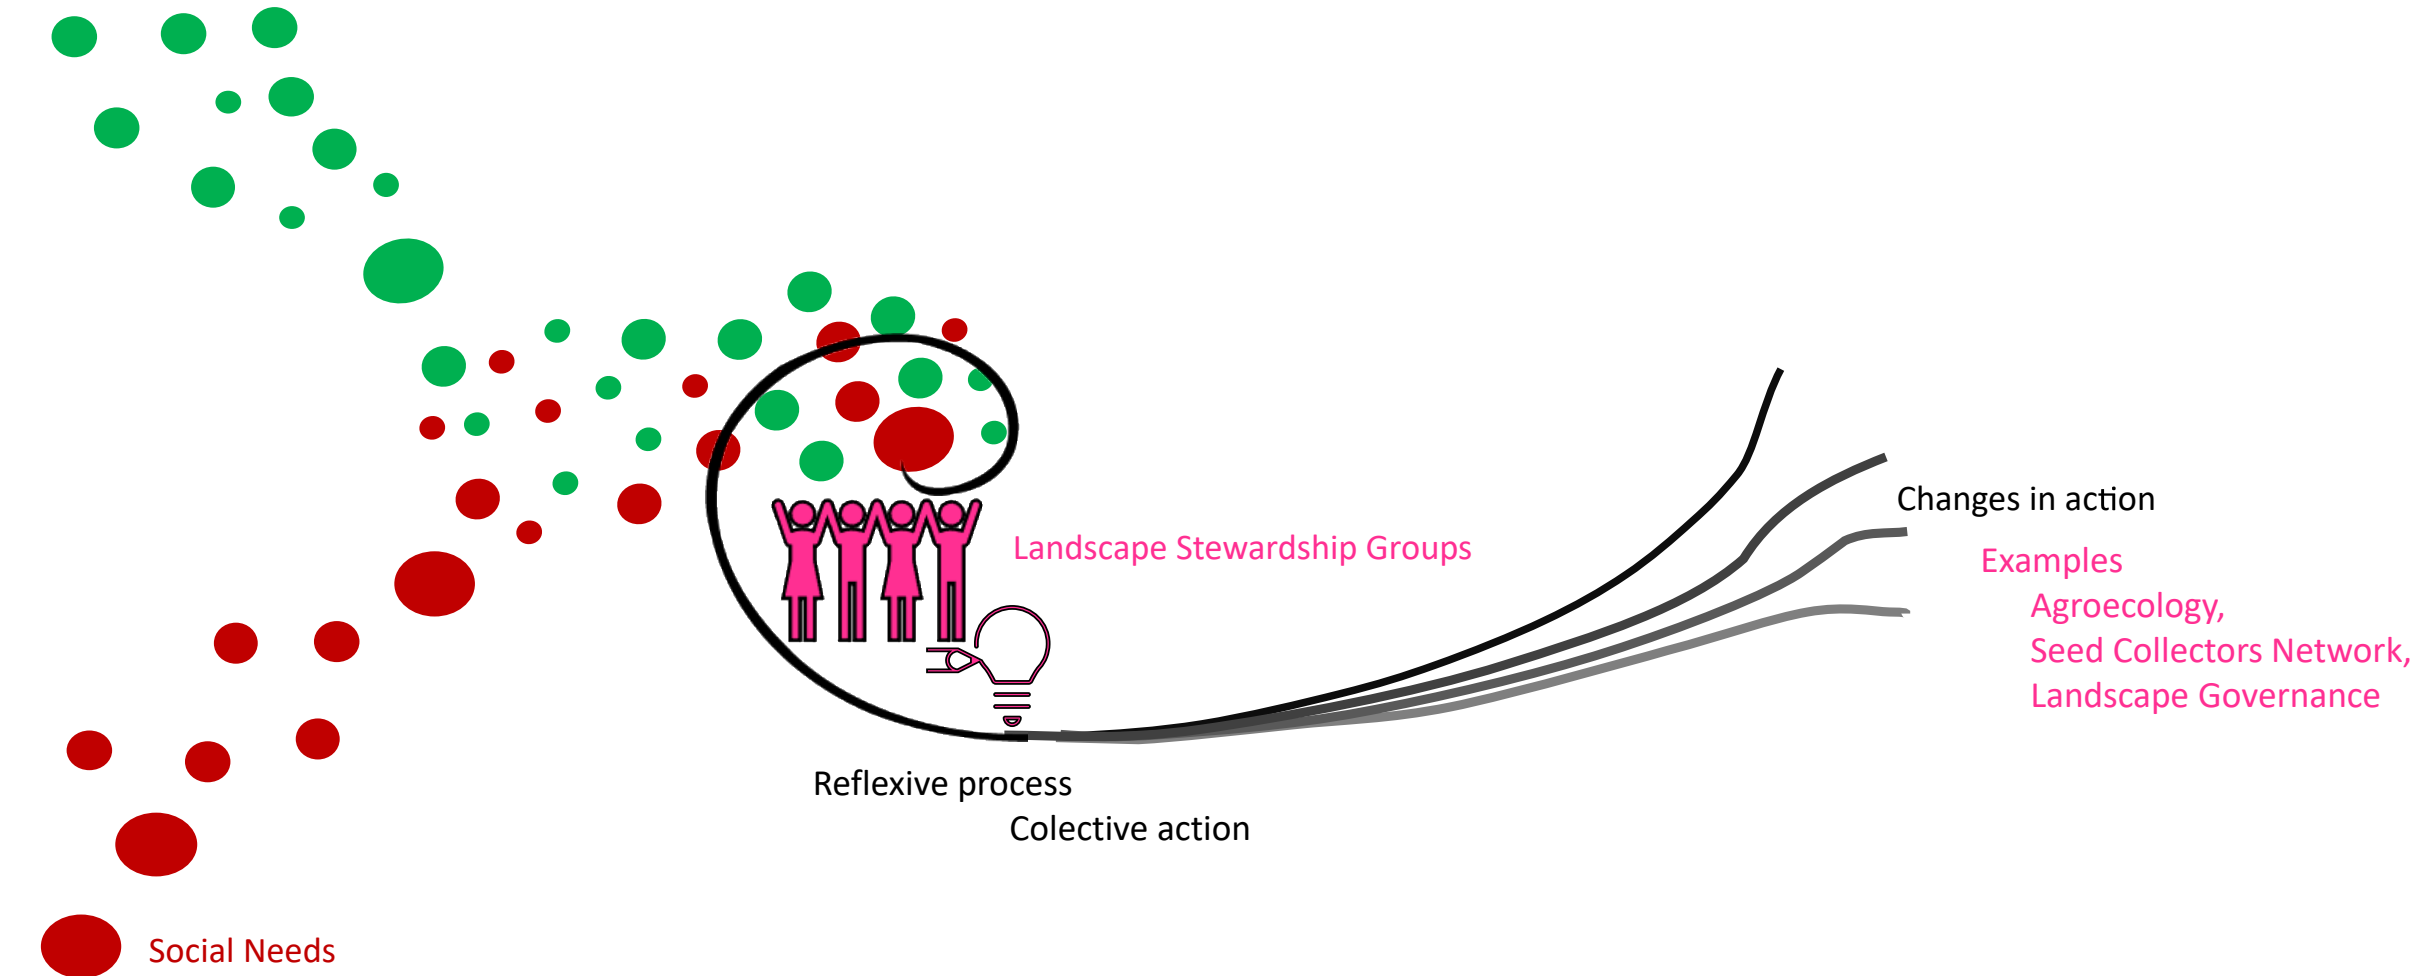 Changes in action
Landscape Stewardship Groups
Examples
Agroecology,
Seed Collectors Network,
Landscape Governance
Reflexive process
Colective action
Social Needs